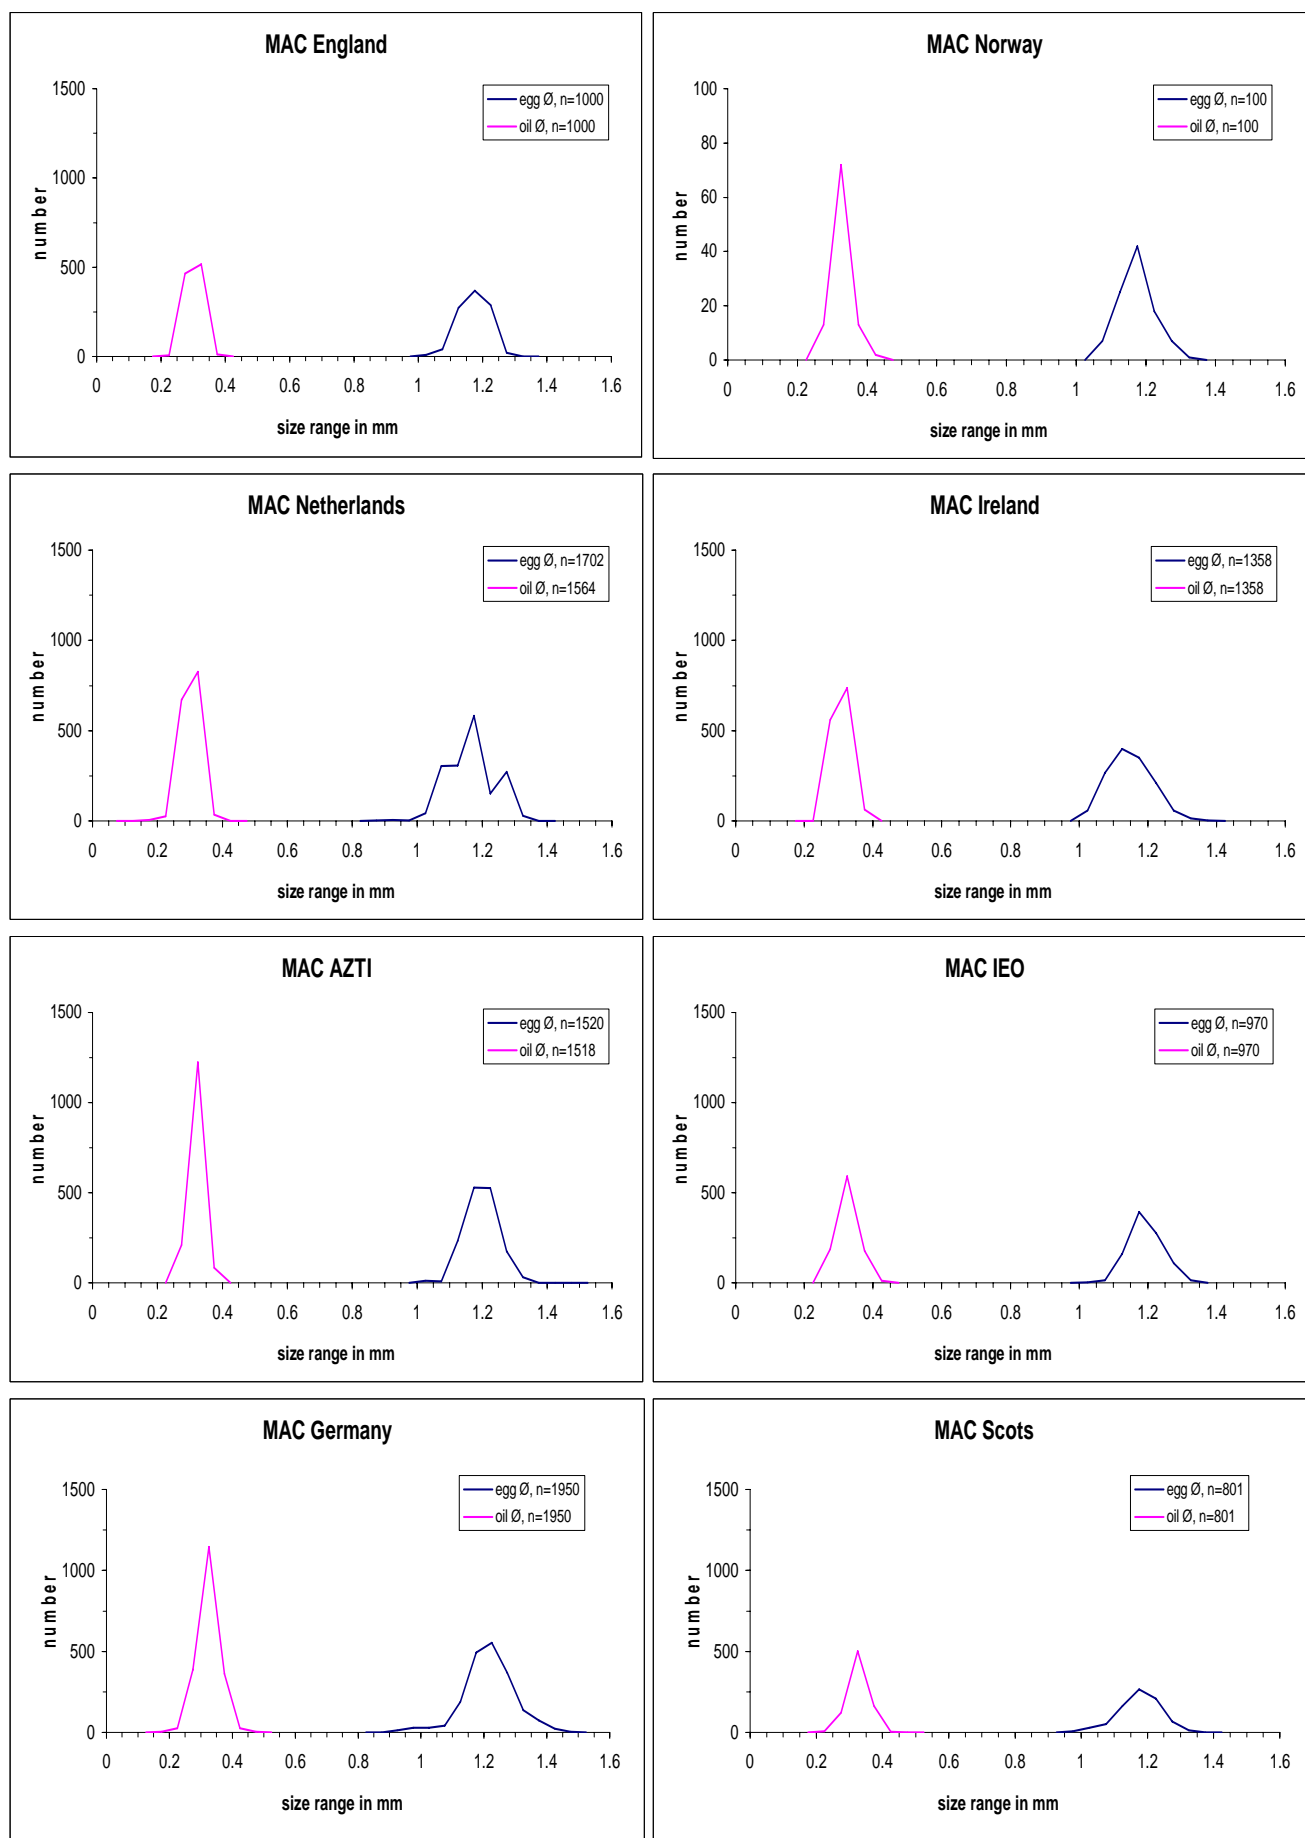 MAC England
1500
1000
500
0
number
egg Ø, n=1000
oil Ø, n=1000
0 0.2 0.4 0.6 0.8 1 1.2 1.4 1.6
size range in mm
MAC Norway
100
80
60
40
20
0
number
egg Ø, n=100
oil Ø, n=100
0 0.2 0.4 0.6 0.8 1 1.2 1.4 1.6
size range in mm
MAC Netherlands
1500
1000
500
0
number
egg Ø, n=1702
oil Ø, n=1564
0 0.2 0.4 0.6 0.8 1 1.2 1.4 1.6
size range in mm
MAC Ireland
1500
1000
500
0
number
egg Ø, n=1358
oil Ø, n=1358
0 0.2 0.4 0.6 0.8 1 1.2 1.4 1.6
size range in mm
MAC AZTI
1500
1000
500
0
number
egg Ø, n=1520
oil Ø, n=1518
0 0.2 0.4 0.6 0.8 1 1.2 1.4 1.6
size range in mm
MAC IEO
1500
1000
500
0
number
egg Ø, n=970
oil Ø, n=970
0 0.2 0.4 0.6 0.8 1 1.2 1.4 1.6
size range in mm
MAC Germany
1500
1000
500
0
number
egg Ø, n=1950
oil Ø, n=1950
0 0.2 0.4 0.6 0.8 1 1.2 1.4 1.6
size range in mm
MAC Scots
1500
1000
500
0
number
egg Ø, n=801
oil Ø, n=801
0 0.2 0.4 0.6 0.8 1 1.2 1.4 1.6
size range in mm